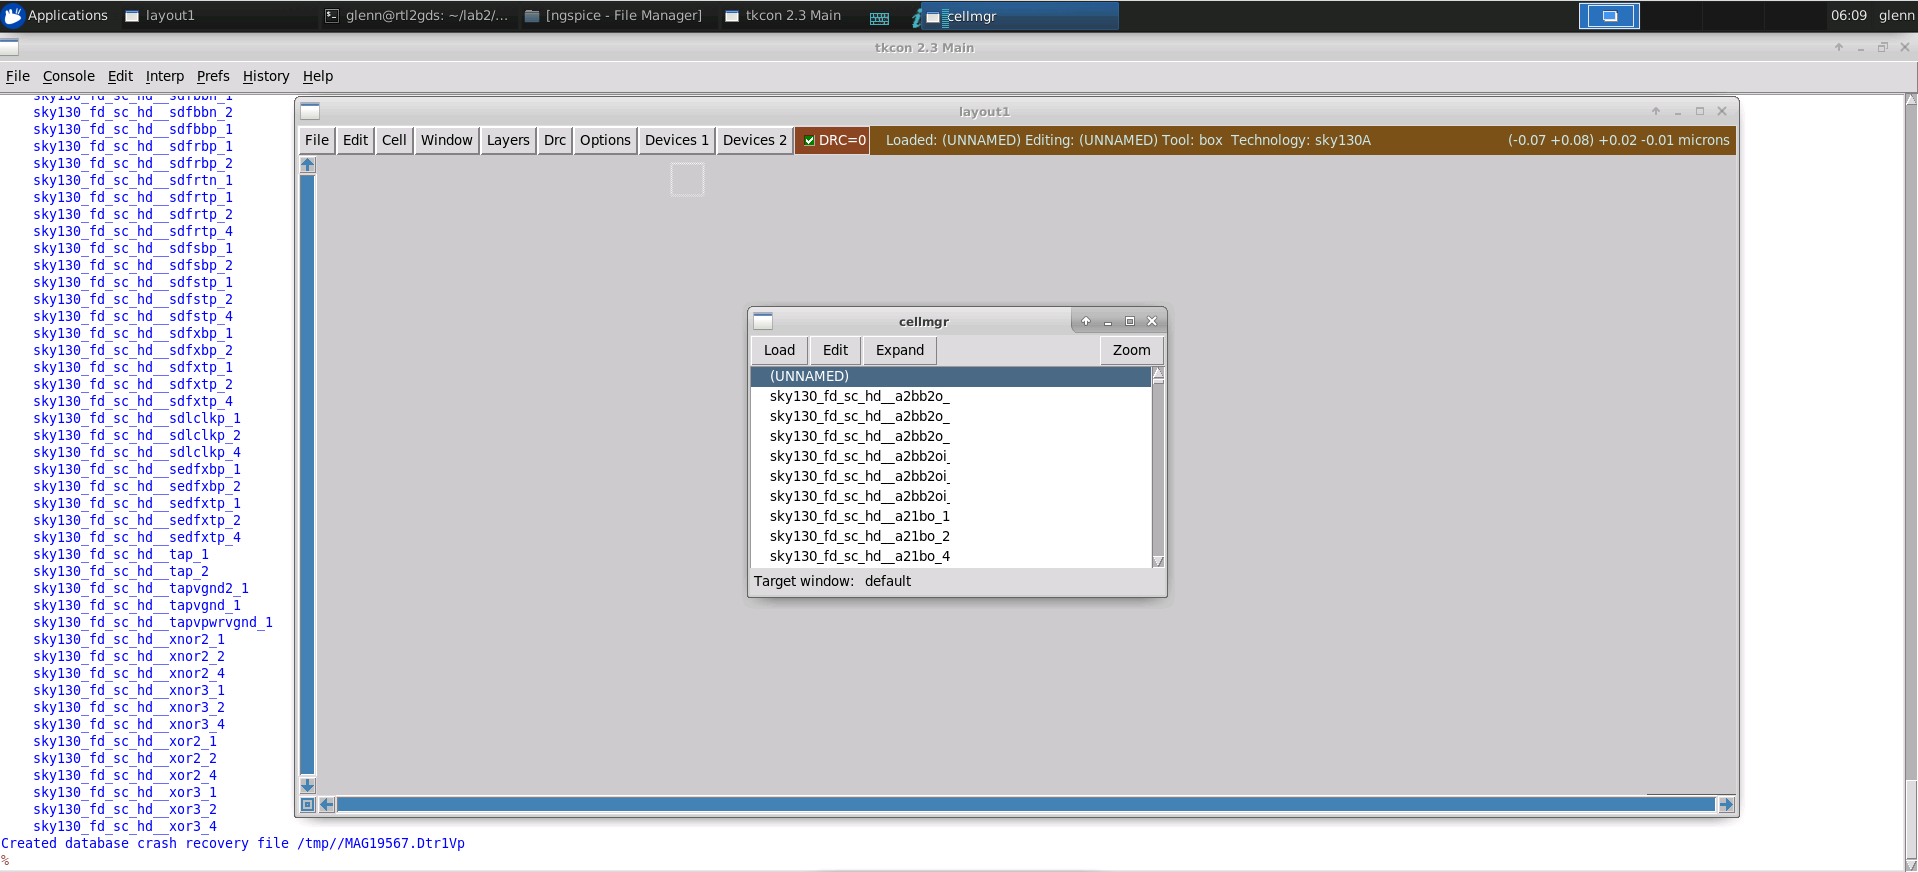 Applications
layout1
glenn@rtl2gds: ~/lab2/...
[ngspice - File Manager]
tkcon 2.3 Main
cellmgr
06:09 glenn
tkcon 2.3 Main
File Console Edit Interp Prefs History Help
sky130_fd_sc_hd__sdfbbn_1
sky130_fd_sc_hd__sdfbbn_2
sky130_fd_sc_hd__sdfbbp_1
sky130_fd_sc_hd__sdfrbp_1
sky130_fd_sc_hd__sdfrbp_2
sky130_fd_sc_hd__sdfrtn_1
sky130_fd_sc_hd__sdfrtp_1
sky130_fd_sc_hd__sdfrtp_2
sky130_fd_sc_hd__sdfrtp_4
sky130_fd_sc_hd__sdfsbp_1
sky130_fd_sc_hd__sdfsbp_2
sky130_fd_sc_hd__sdfstp_1
sky130_fd_sc_hd__sdfstp_2
sky130_fd_sc_hd__sdfstp_4
sky130_fd_sc_hd__sdfxbp_1
sky130_fd_sc_hd__sdfxbp_2
sky130_fd_sc_hd__sdfxtp_1
sky130_fd_sc_hd__sdfxtp_2
sky130_fd_sc_hd__sdfxtp_4
sky130_fd_sc_hd__sdlclkp_1
sky130_fd_sc_hd__sdlclkp_2
sky130_fd_sc_hd__sdlclkp_4
sky130_fd_sc_hd__sedfxbp_1
sky130_fd_sc_hd__sedfxbp_2
sky130_fd_sc_hd__sedfxtp_1
sky130_fd_sc_hd__sedfxtp_2
sky130_fd_sc_hd__sedfxtp_4
sky130_fd_sc_hd__tap_1
sky130_fd_sc_hd__tap_2
sky130_fd_sc_hd__tapvgnd2_1
sky130_fd_sc_hd__tapvgnd_1
sky130_fd_sc_hd__tapvpwrvgnd_1
sky130_fd_sc_hd__xnor2_1
sky130_fd_sc_hd__xnor2_2
sky130_fd_sc_hd__xnor2_4
sky130_fd_sc_hd__xnor3_1
sky130_fd_sc_hd__xnor3_2
sky130_fd_sc_hd__xnor3_4
sky130_fd_sc_hd__xor2_1
sky130_fd_sc_hd__xor2_2
sky130_fd_sc_hd__xor2_4
sky130_fd_sc_hd__xor3_1
sky130_fd_sc_hd__xor3_2
sky130_fd_sc_hd__xor3_4
Created database crash recovery file /tmp//MAG19567.Dtr1Vp
%
layout1
File Edit Cell Window Layers Drc Options Devices 1 Devices 2 DRC=0 Loaded: (UNNAMED) Editing: (UNNAMED) Tool: box Technology: sky130A (-0.07 +0.08) +0.02 -0.01 microns
cellmgr
Load Edit Expand Zoom
(UNNAMED)
sky130_fd_sc_hd__a2bb2o_
sky130_fd_sc_hd__a2bb2o_
sky130_fd_sc_hd__a2bb2o_
sky130_fd_sc_hd__a2bb2oi_
sky130_fd_sc_hd__a2bb2oi_
sky130_fd_sc_hd__a2bb2oi_
sky130_fd_sc_hd__a21bo_1
sky130_fd_sc_hd__a21bo_2
sky130_fd_sc_hd__a21bo_4
Target window: default